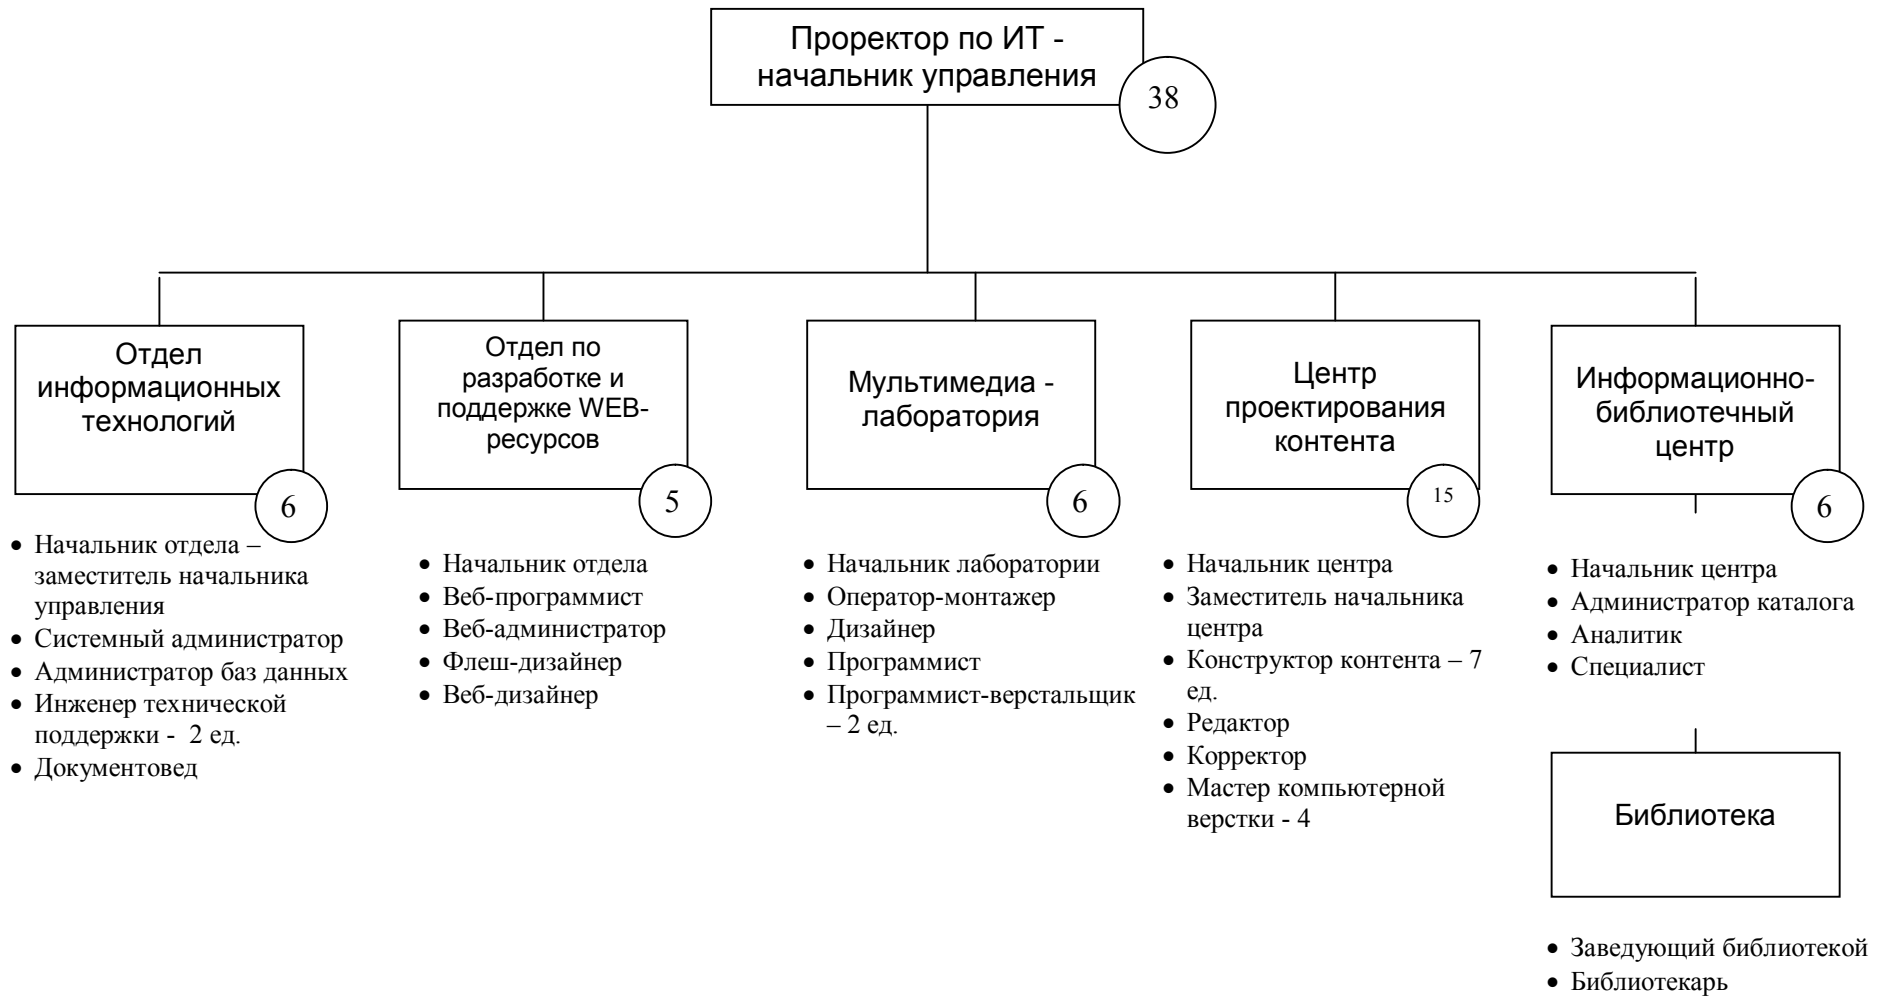 Проректор по ИТ -
начальник управления
38
Отдел
информационных
технологий
6
• Начальник отдела –
заместитель начальника
управления
• Системный администратор
• Администратор баз данных
• Инженер технической
поддержки - 2 ед.
• Документовед
Отдел по
разработке и
поддержке WEB-
ресурсов
5
• Начальник отдела
• Веб-программист
• Веб-администратор
• Флеш-дизайнер
• Веб-дизайнер
Мультимедиа -
лаборатория
6
• Начальник лаборатории
• Оператор-монтажер
• Дизайнер
• Программист
• Программист-верстальщик
– 2 ед.
Центр
проектирования
контента
15
• Начальник центра
• Заместитель начальника
центра
• Конструктор контента – 7
ед.
• Редактор
• Корректор
• Мастер компьютерной
верстки - 4
Информационно-
библиотечный
центр
6
• Начальник центра
• Администратор каталога
• Аналитик
• Специалист
Библиотека
• Заведующий библиотекой
• Библиотекарь